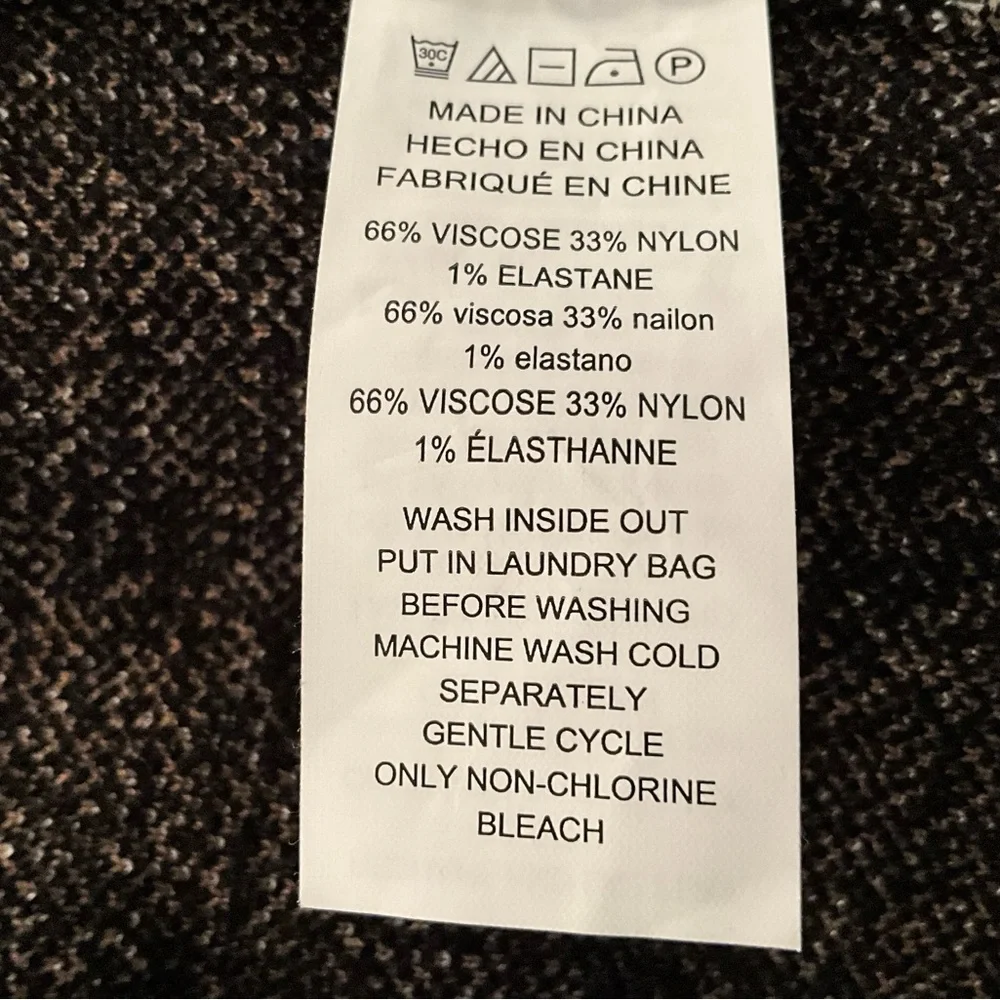 30C P
MADE IN CHINA
HECHO EN CHINA
FABRIQUÉ EN CHINE
66% VISCOSE 33% NYLON
1% ELASTANE
66% viscosa 33% nailon
1% elastano
66% VISCOSE 33% NYLON
1% ÉLASTHANNE
WASH INSIDE OUT
PUT IN LAUNDRY BAG
BEFORE WASHING
MACHINE WASH COLD
SEPARATELY
GENTLE CYCLE
ONLY NON-CHLORINE
BLEACH